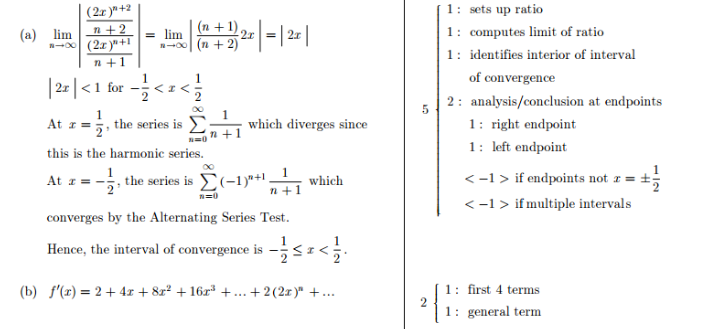 (a) lim n→∞ | ((2x)^(n+2)/(n+2)) / ((2x)^(n+1)/(n+1)) | = lim n→∞ | (n+1)/(n+2) 2x | = |2x|
|2x| < 1 for −1/2 < x < 1/2
At x = 1/2, the series is ∑_{n=0}^{∞} 1/(n+1) which diverges since
this is the harmonic series.
At x = −1/2, the series is ∑_{n=0}^{∞} (−1)^(n+1) 1/(n+1) which
converges by the Alternating Series Test.
Hence, the interval of convergence is −1/2 ≤ x < 1/2.
5
1: sets up ratio
1: computes limit of ratio
1: identifies interior of interval
of convergence
2: analysis/conclusion at endpoints
1: right endpoint
1: left endpoint
< −1 > if endpoints not x = ±1/2
< −1 > if multiple intervals
(b) f′(x) = 2 + 4x + 8x² + 16x³ + ... + 2(2x)ⁿ + ...
2
1: first 4 terms
1: general term